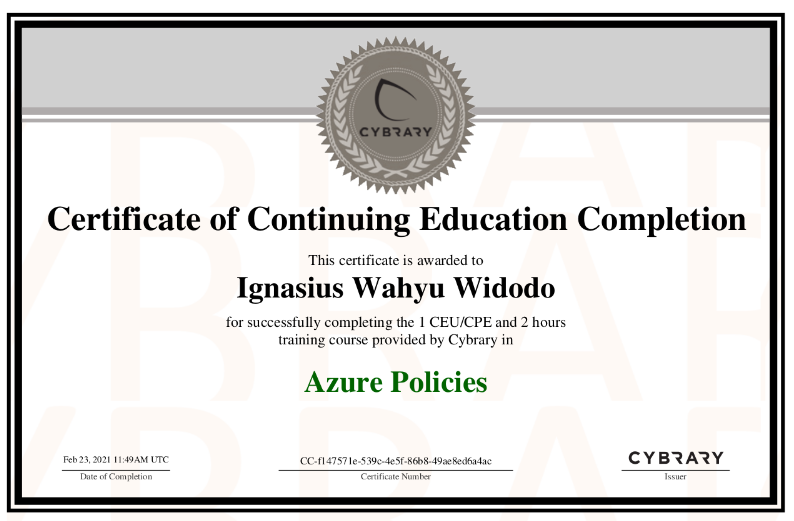 CYBRARY
Certificate of Continuing Education Completion
This certificate is awarded to
Ignasius Wahyu Widodo
for successfully completing the 1 CEU/CPE and 2 hours
training course provided by Cybrary in
Azure Policies
Feb 23, 2021 11:49AM UTC
Date of Completion
CC-f147571e-539c-4e5f-86b8-49ae8ed6a4ac
Certificate Number
CYBRARY
Issuer